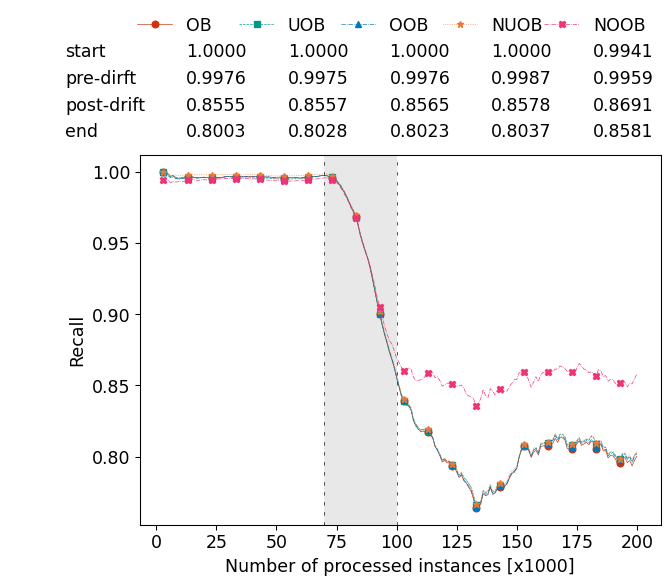 OB UOB OOB NUOB NOOB
start 1.0000 1.0000 1.0000 1.0000 0.9941
pre-dirft 0.9976 0.9975 0.9976 0.9987 0.9959
post-drift 0.8555 0.8557 0.8565 0.8578 0.8691
end 0.8003 0.8028 0.8023 0.8037 0.8581
1.00
0.95
0.90
0.85
0.80
Recall
0 25 50 75 100 125 150 175 200
Number of processed instances [x1000]